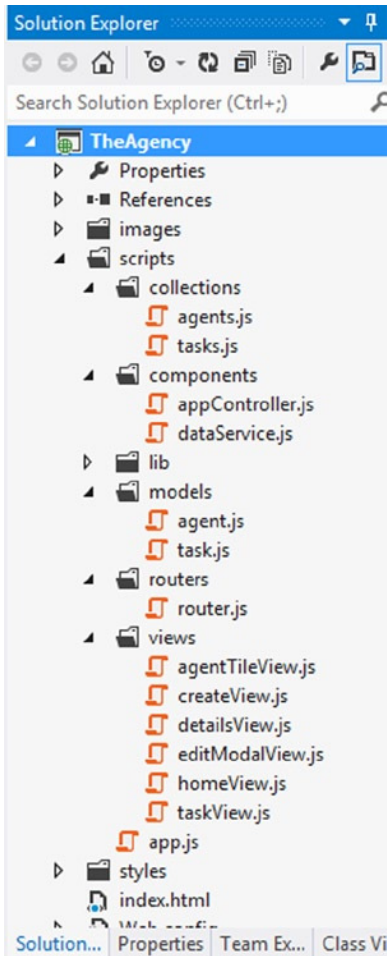 Solution Explorer
Search Solution Explorer (Ctrl+;)
TheAgency
Properties
References
images
scripts
collections
agents.js
tasks.js
components
appController.js
dataService.js
lib
models
agent.js
task.js
routers
router.js
views
agentTileView.js
createView.js
detailsView.js
editModalView.js
homeView.js
taskView.js
app.js
styles
index.html
Web.config
Solution... Properties Team Ex... Class Vi